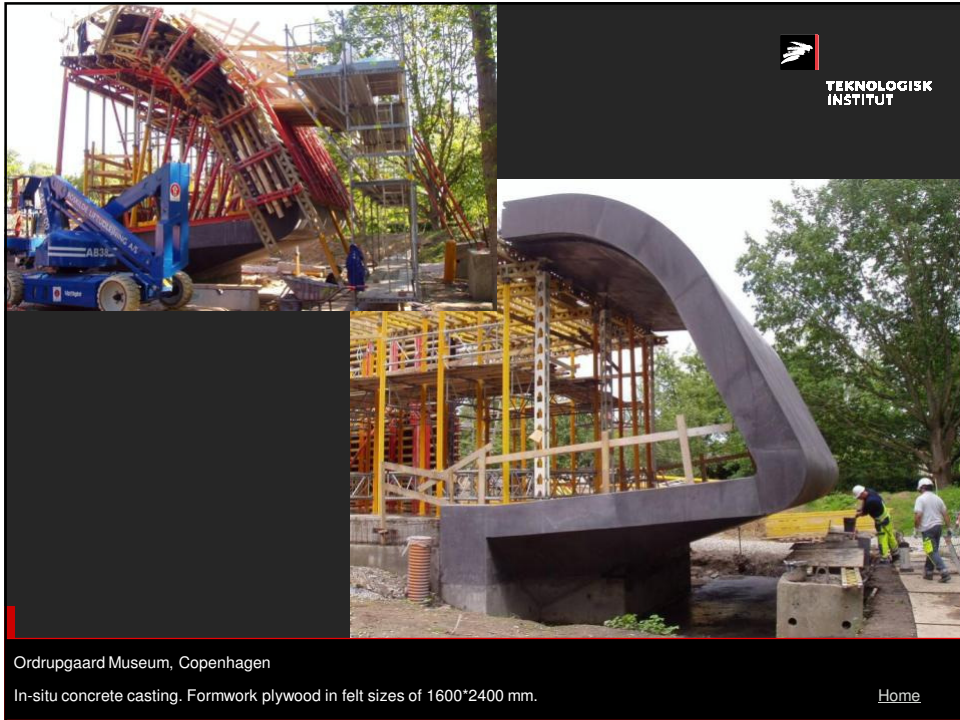 TEKNOLOGISK
INSTITUT
AB38
Ordrupgaard Museum, Copenhagen
In-situ concrete casting. Formwork plywood in felt sizes of 1600*2400 mm.
Home